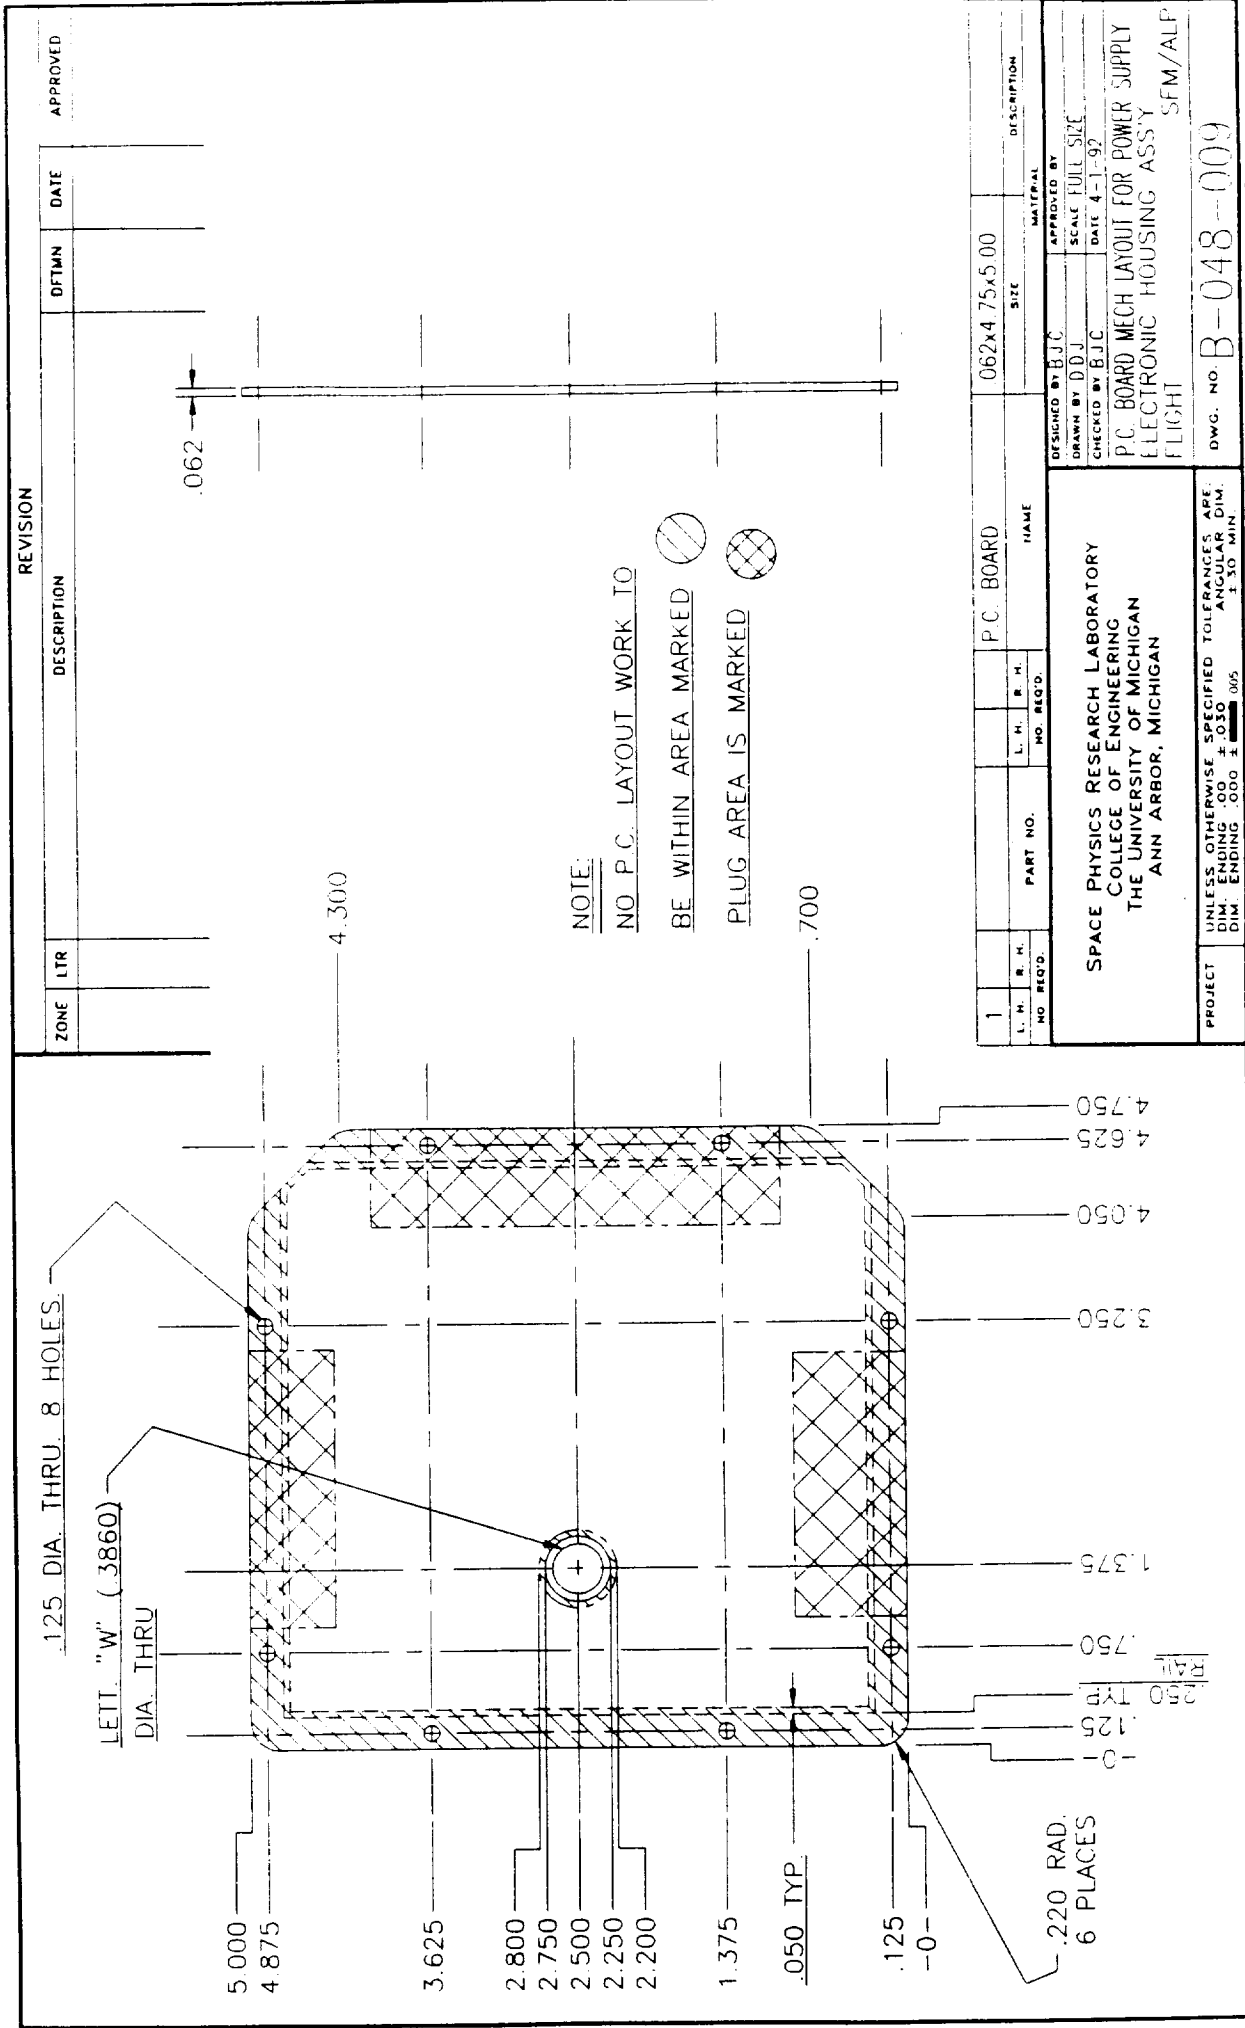 REVISION
ZONE LTR DESCRIPTION DFTMN DATE APPROVED
.125 DIA. THRU. 8 HOLES.
LETT. "W" (.3860)
DIA. THRU
5.000
4.875
3.625
2.800
2.750
2.500
2.250
2.200
1.375
.050 TYP.
.125
-0-
.220 RAD.
6 PLACES
-0-
.125
.250 TYP.
RAIL
.750
1.375
3.250
4.050
4.625
4.750
4.300
.700
.062
NOTE:
NO P.C. LAYOUT WORK TO
BE WITHIN AREA MARKED
PLUG AREA IS MARKED
1 P.C. BOARD .062x4.75x5.00
L. H. R. H. PART NO. L. H. R. H. NAME SIZE DESCRIPTION
NO REQ'D. NO. REQ'D. MATERIAL
SPACE PHYSICS RESEARCH LABORATORY
COLLEGE OF ENGINEERING
THE UNIVERSITY OF MICHIGAN
ANN ARBOR, MICHIGAN
DESIGNED BY B.J.C. APPROVED BY
DRAWN BY D.D.J. SCALE FULL SIZE
CHECKED BY B.J.C. DATE 4-1-92
P.C. BOARD MECH LAYOUT FOR POWER SUPPLY
ELECTRONIC HOUSING ASS'Y
FLIGHT SFM/ALP
PROJECT
UNLESS OTHERWISE SPECIFIED TOLERANCES ARE:
DIM. ENDING .00 ± .030 ANGULAR DIM.
DIM. ENDING .000 ± 005 ± 30 MIN.
DWG. NO. B-048-009